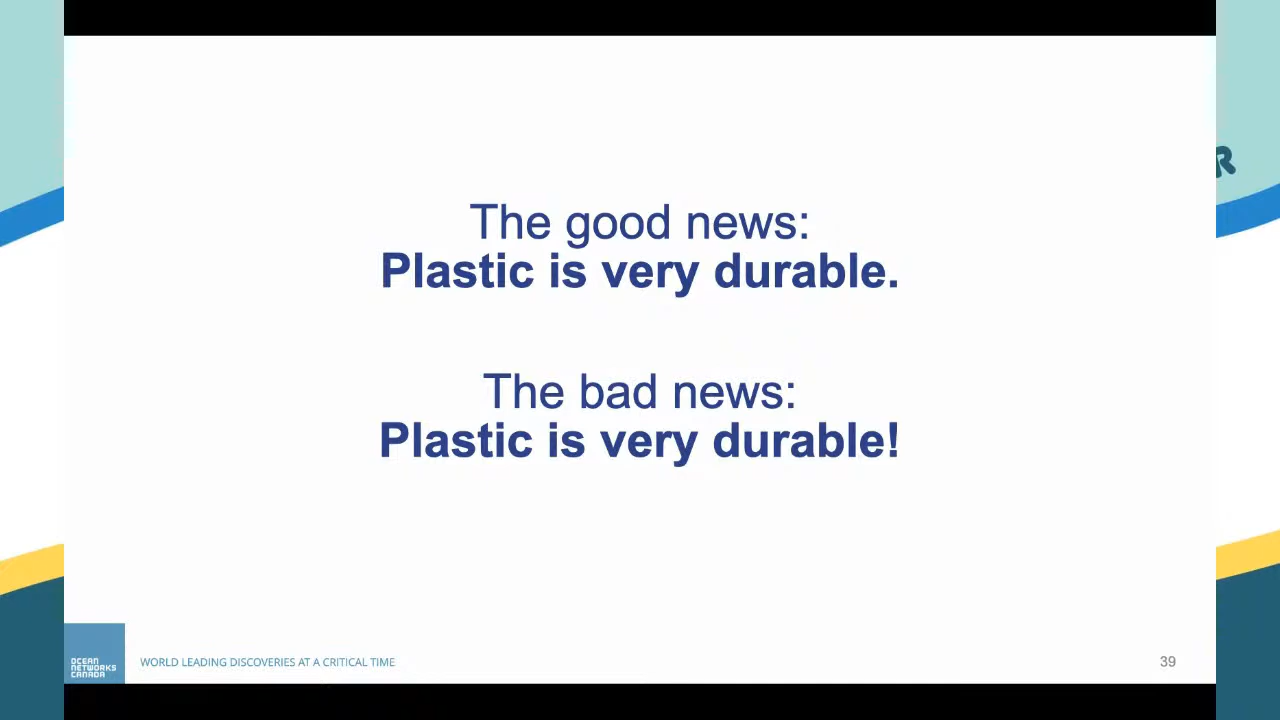 The good news:
Plastic is very durable.
The bad news:
Plastic is very durable!
OCEAN
NETWORKS
CANADA
WORLD LEADING DISCOVERIES AT A CRITICAL TIME
39
R